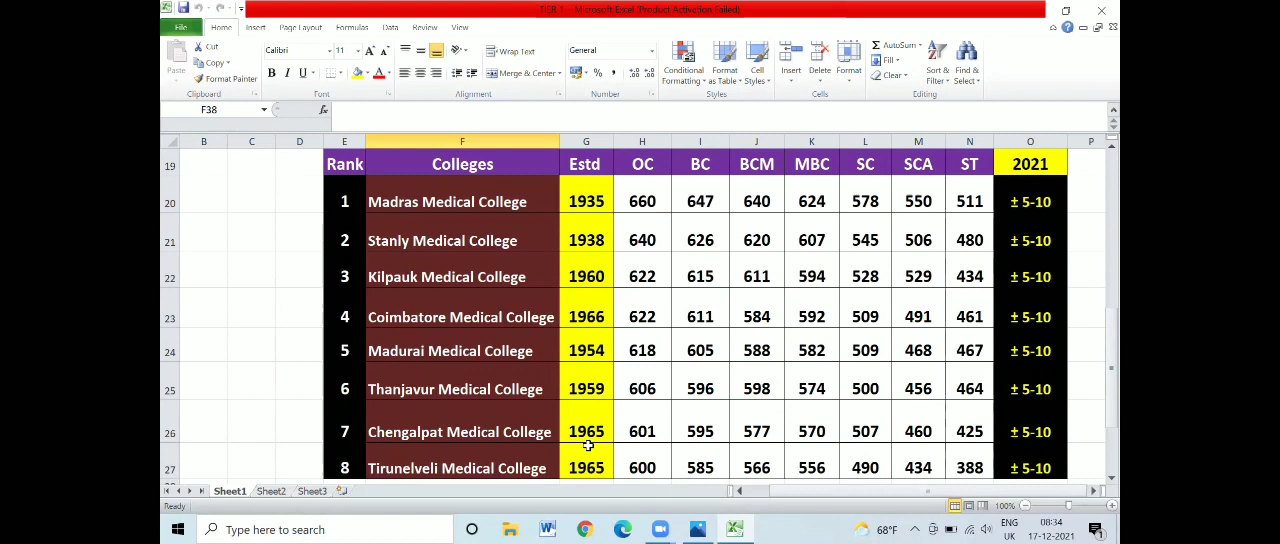 TIER 1 - Microsoft Excel (Product Activation Failed)
File Home Insert Page Layout Formulas Data Review View
Cut
Copy
Format Painter
Paste
Calibri 11
B I U
Wrap Text
Merge & Center
General
Conditional Formatting
Format as Table
Cell Styles
Insert Delete Format
AutoSum
Fill
Clear
Sort & Filter
Find & Select
Clipboard Font Alignment Number Styles Cells Editing
F38 fx
B C D E F G H I J K L M N O P
19 Rank Colleges Estd OC BC BCM MBC SC SCA ST 2021
20 1 Madras Medical College 1935 660 647 640 624 578 550 511 ± 5-10
21 2 Stanly Medical College 1938 640 626 620 607 545 506 480 ± 5-10
22 3 Kilpauk Medical College 1960 622 615 611 594 528 529 434 ± 5-10
23 4 Coimbatore Medical College 1966 622 611 584 592 509 491 461 ± 5-10
24 5 Madurai Medical College 1954 618 605 588 582 509 468 467 ± 5-10
25 6 Thanjavur Medical College 1959 606 596 598 574 500 456 464 ± 5-10
26 7 Chengalpat Medical College 1965 601 595 577 570 507 460 425 ± 5-10
27 8 Tirunelveli Medical College 1965 600 585 566 556 490 434 388 ± 5-10
Sheet1 Sheet2 Sheet3
Ready 100%
Type here to search 68°F ENG UK 08:34 17-12-2021